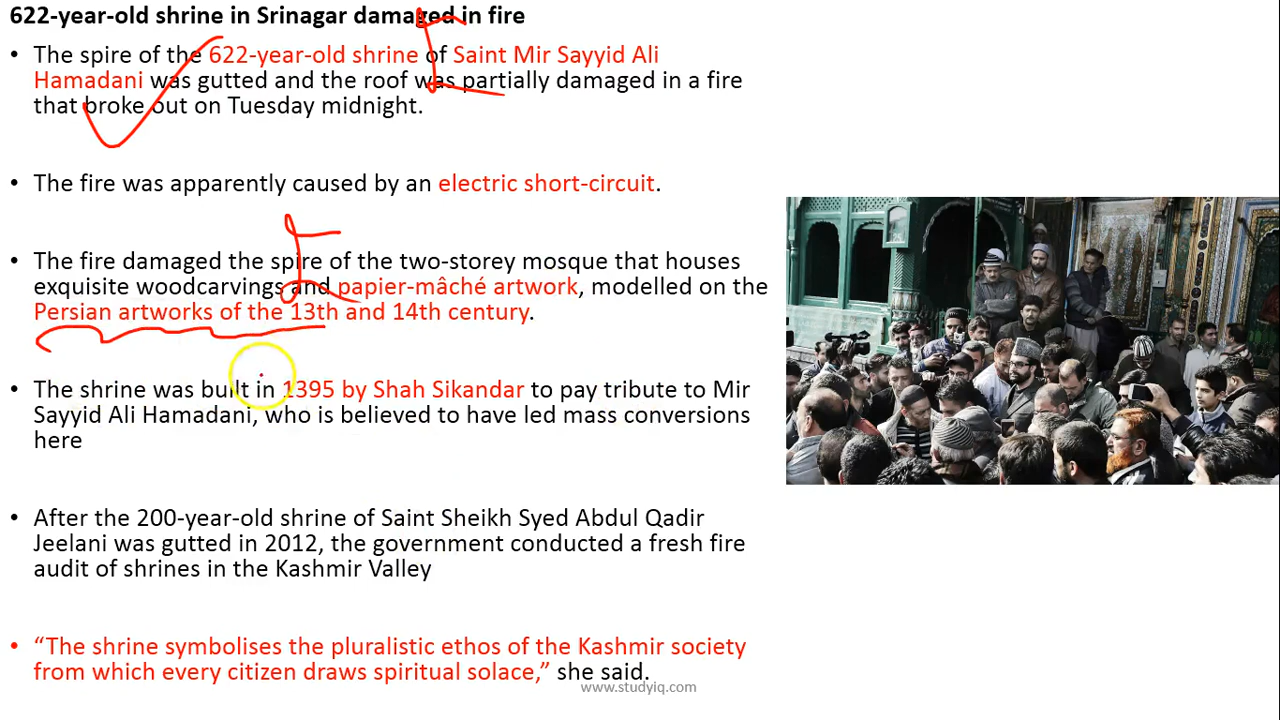 622-year-old shrine in Srinagar damaged in fire
• The spire of the 622-year-old shrine of Saint Mir Sayyid Ali
Hamadani was gutted and the roof was partially damaged in a fire
that broke out on Tuesday midnight.
• The fire was apparently caused by an electric short-circuit.
• The fire damaged the spire of the two-storey mosque that houses
exquisite woodcarvings and papier-mâché artwork, modelled on the
Persian artworks of the 13th and 14th century.
• The shrine was built in 1395 by Shah Sikandar to pay tribute to Mir
Sayyid Ali Hamadani, who is believed to have led mass conversions
here
• After the 200-year-old shrine of Saint Sheikh Syed Abdul Qadir
Jeelani was gutted in 2012, the government conducted a fresh fire
audit of shrines in the Kashmir Valley
• “The shrine symbolises the pluralistic ethos of the Kashmir society
from which every citizen draws spiritual solace,” she said.
www.studyiq.com